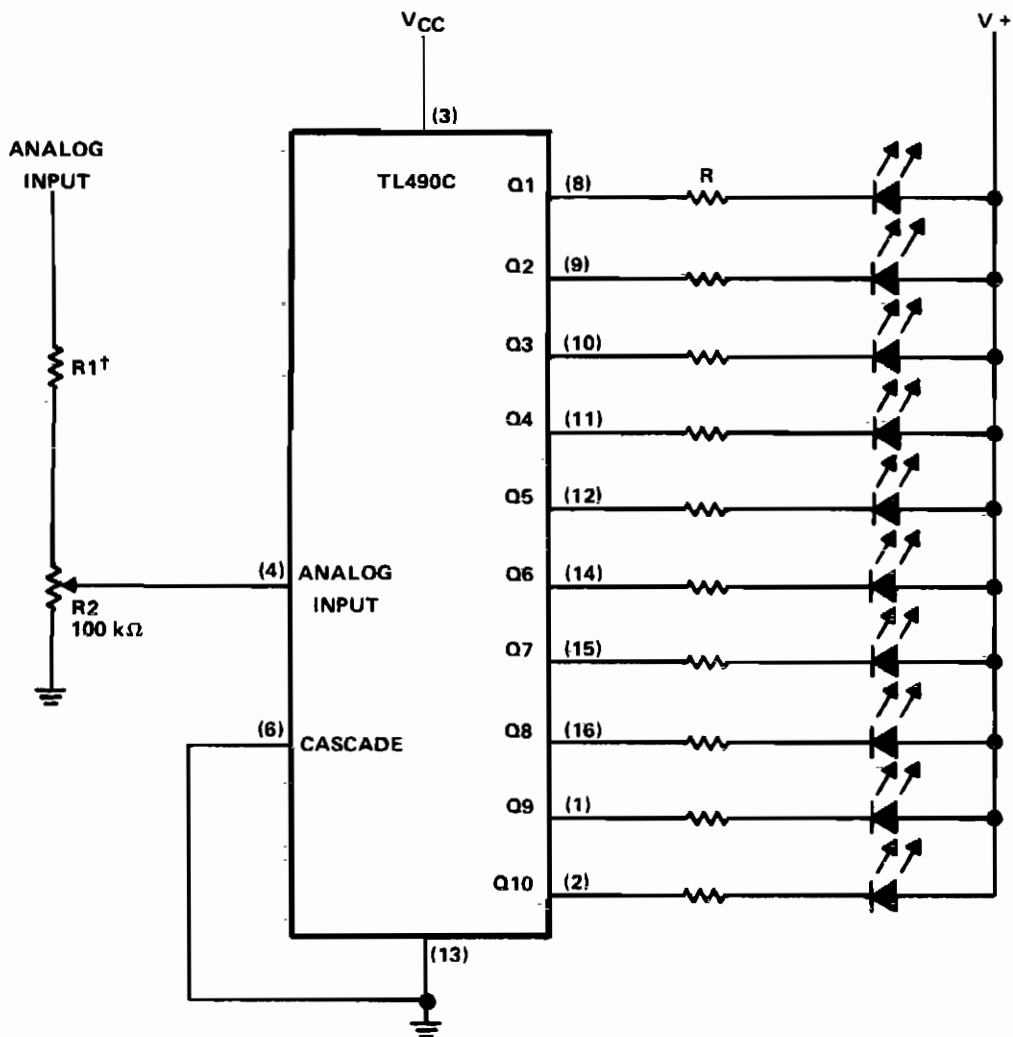 VCC
V +
(3)
ANALOG
INPUT
TL490C
Q1
(8)
R
Q2
(9)
Q3
(10)
R1†
Q4
(11)
Q5
(12)
(4)
ANALOG
INPUT
Q6
(14)
R2
100 kΩ
Q7
(15)
(6)
CASCADE
Q8
(16)
Q9
(1)
Q10
(2)
(13)